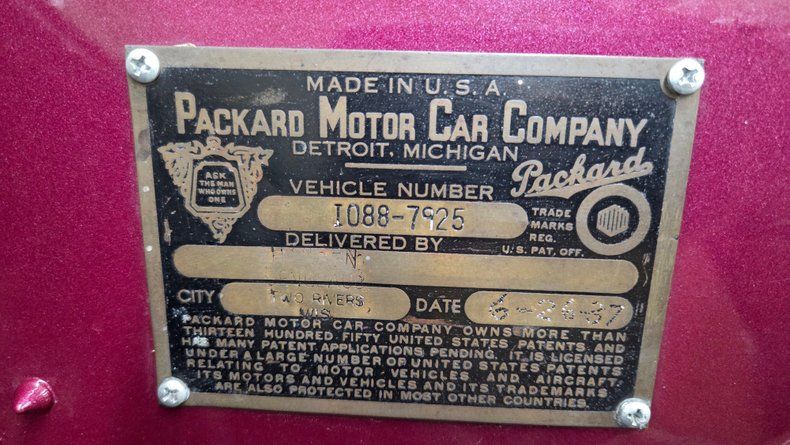 MADE IN U.S.A
PACKARD MOTOR CAR COMPANY
DETROIT, MICHIGAN
Packard
ASK
THE MAN
WHO OWNS
ONE
VEHICLE NUMBER
1088-7925
TRADE
MARKS
REG.
U.S. PAT. OFF.
DELIVERED BY
CITY TWO RIVERS, WIS. DATE 6-26-37
PACKARD MOTOR CAR COMPANY OWNS MORE THAN
THIRTEEN HUNDRED FIFTY UNITED STATES PATENTS. AND
HAS MANY PATENT APPLICATIONS PENDING. IT IS LICENSED
UNDER A LARGE NUMBER OF UNITED STATES PATENTS
RELATING TO MOTOR VEHICLES AND AIRCRAFT.
ITS MOTORS AND VEHICLES AND ITS TRADEMARKS
ARE ALSO PROTECTED IN MOST OTHER COUNTRIES.